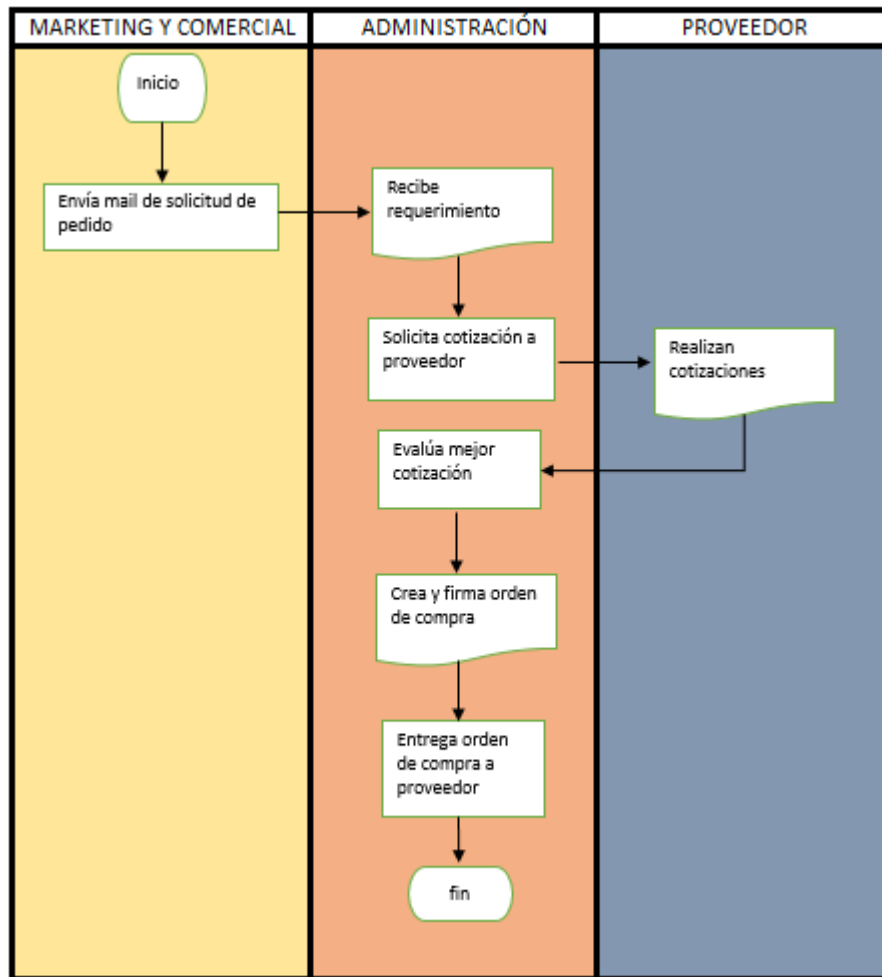 MARKETING Y COMERCIAL
ADMINISTRACIÓN
PROVEEDOR
Inicio
Envía mail de solicitud de
pedido
Recibe
requerimiento
Solicita cotización a
proveedor
Realizan
cotizaciones
Evalúa mejor
cotización
Crea y firma orden
de compra
Entrega orden
de compra a
proveedor
fin